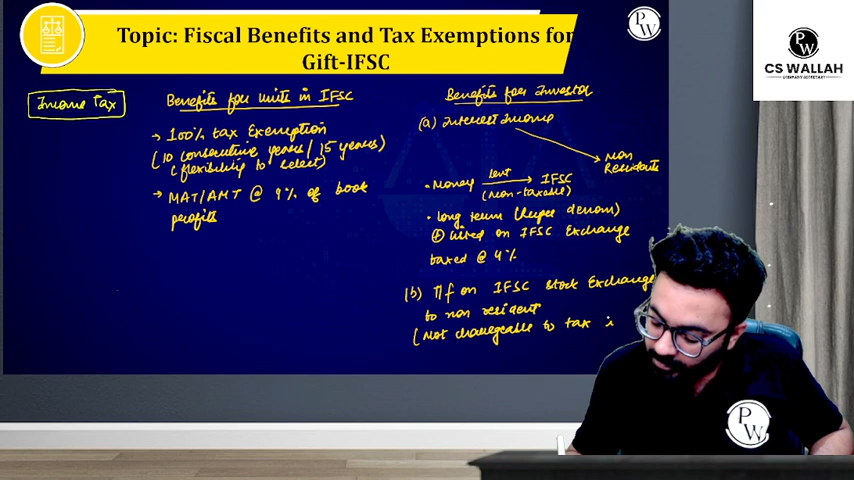 Topic: Fiscal Benefits and Tax Exemptions for
Gift-IFSC
CS WALLAH
COMPANY SECRETARY
Income Tax
Benefits for units in IFSC
→ 100% tax Exemption
(10 consecutive years / 15 years)
(flexibility to select)
→ MAT/AMT @ 9% of book
profits
Benefits for Investor
(a) Interest Income
Non
Residents
• Money lent → IFSC
(non-taxable)
• long term (Rupee denom)
listed on IFSC Exchange
taxed @ 4%
(b) T/f on IFSC stock Exchange
to non resident
(Not chargeable to tax i
P
W